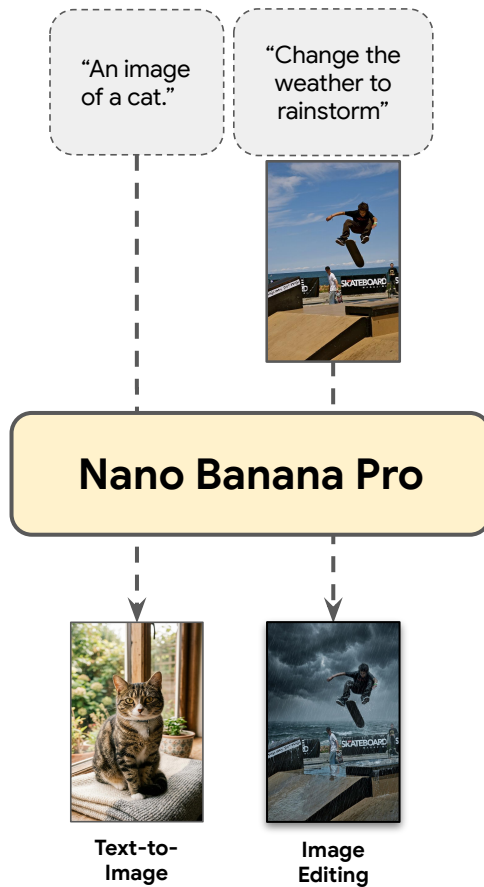 “An image
of a cat.”
“Change the
weather to
rainstorm”
SKATEBOARD
Nano Banana Pro
SKATEBOARD
Text-to-
Image
Image
Editing